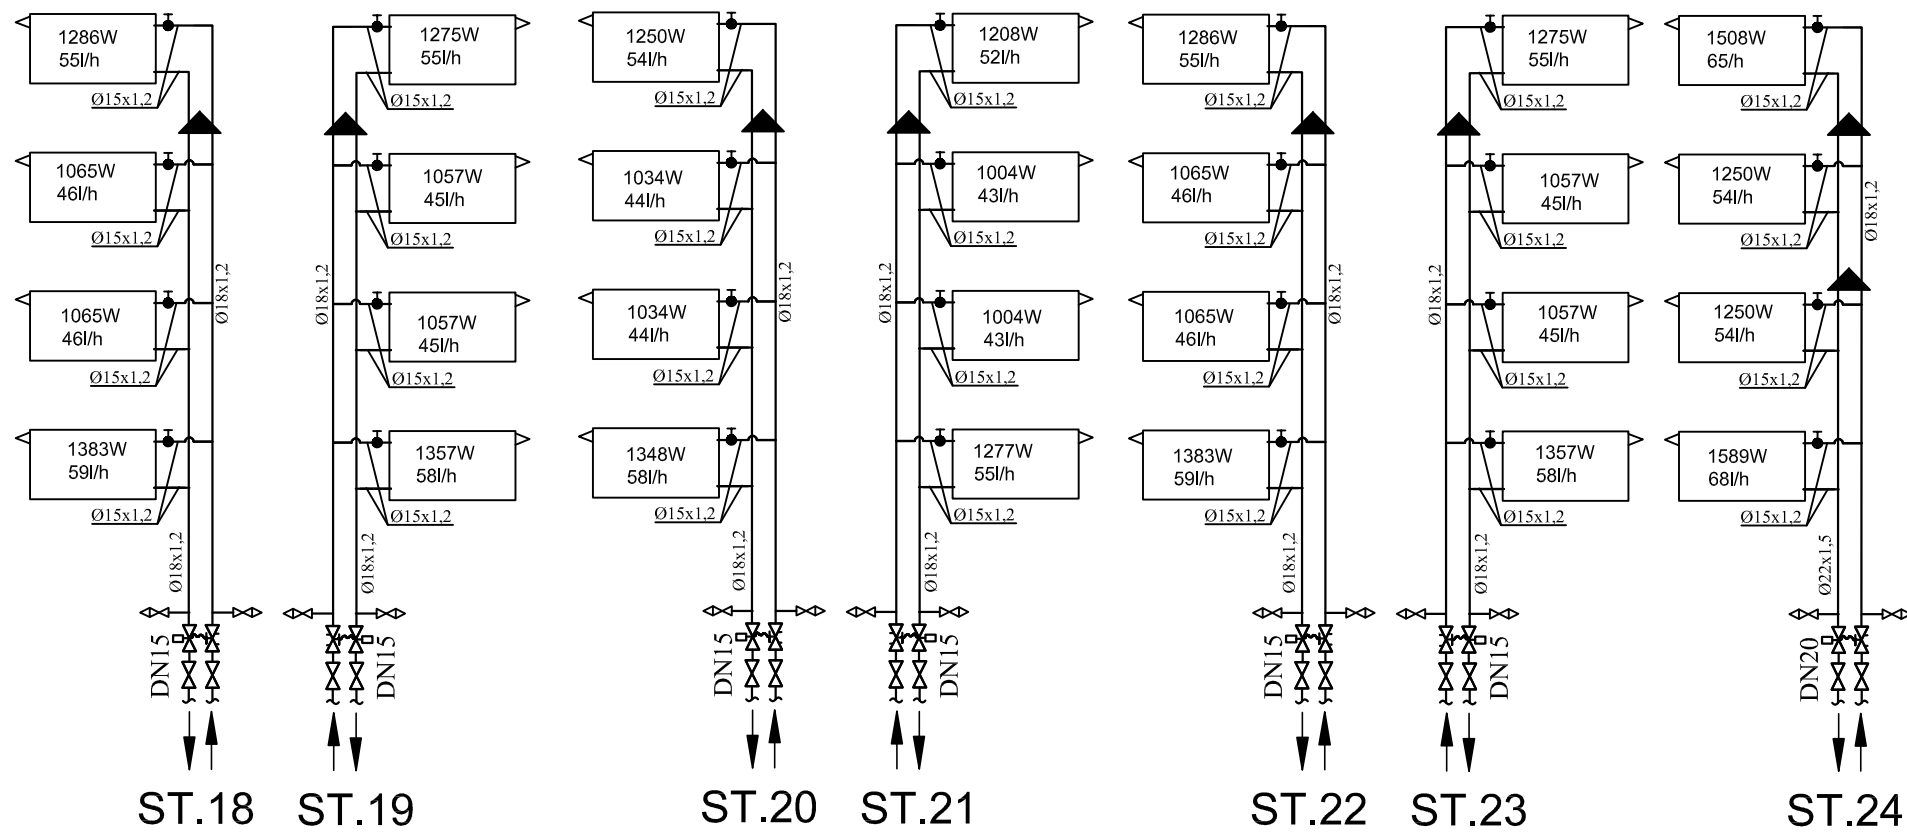 1286W
55l/h
Ø15x1,2
1065W
46l/h
Ø15x1,2
1065W
46l/h
Ø15x1,2
1383W
59l/h
Ø15x1,2
Ø18x1,2
Ø18x1,2
DN15
ST.18
1275W
55l/h
Ø15x1,2
1057W
45l/h
Ø15x1,2
1057W
45l/h
Ø15x1,2
1357W
58l/h
Ø15x1,2
Ø18x1,2
Ø18x1,2
DN15
ST.19
1250W
54l/h
Ø15x1,2
1034W
44l/h
Ø15x1,2
1034W
44l/h
Ø15x1,2
1348W
58l/h
Ø15x1,2
Ø18x1,2
Ø18x1,2
DN15
ST.20
1208W
52l/h
Ø15x1,2
1004W
43l/h
Ø15x1,2
1004W
43l/h
Ø15x1,2
1277W
55l/h
Ø15x1,2
Ø18x1,2
Ø18x1,2
DN15
ST.21
1286W
55l/h
Ø15x1,2
1065W
46l/h
Ø15x1,2
1065W
46l/h
Ø15x1,2
1383W
59l/h
Ø15x1,2
Ø18x1,2
Ø18x1,2
DN15
ST.22
1275W
55l/h
Ø15x1,2
1057W
45l/h
Ø15x1,2
1057W
45l/h
Ø15x1,2
1357W
58l/h
Ø15x1,2
Ø18x1,2
Ø18x1,2
DN15
ST.23
1508W
65/h
Ø15x1,2
1250W
54l/h
Ø15x1,2
Ø18x1,2
1250W
54l/h
Ø15x1,2
1589W
68l/h
Ø15x1,2
Ø22x1,5
DN20
ST.24